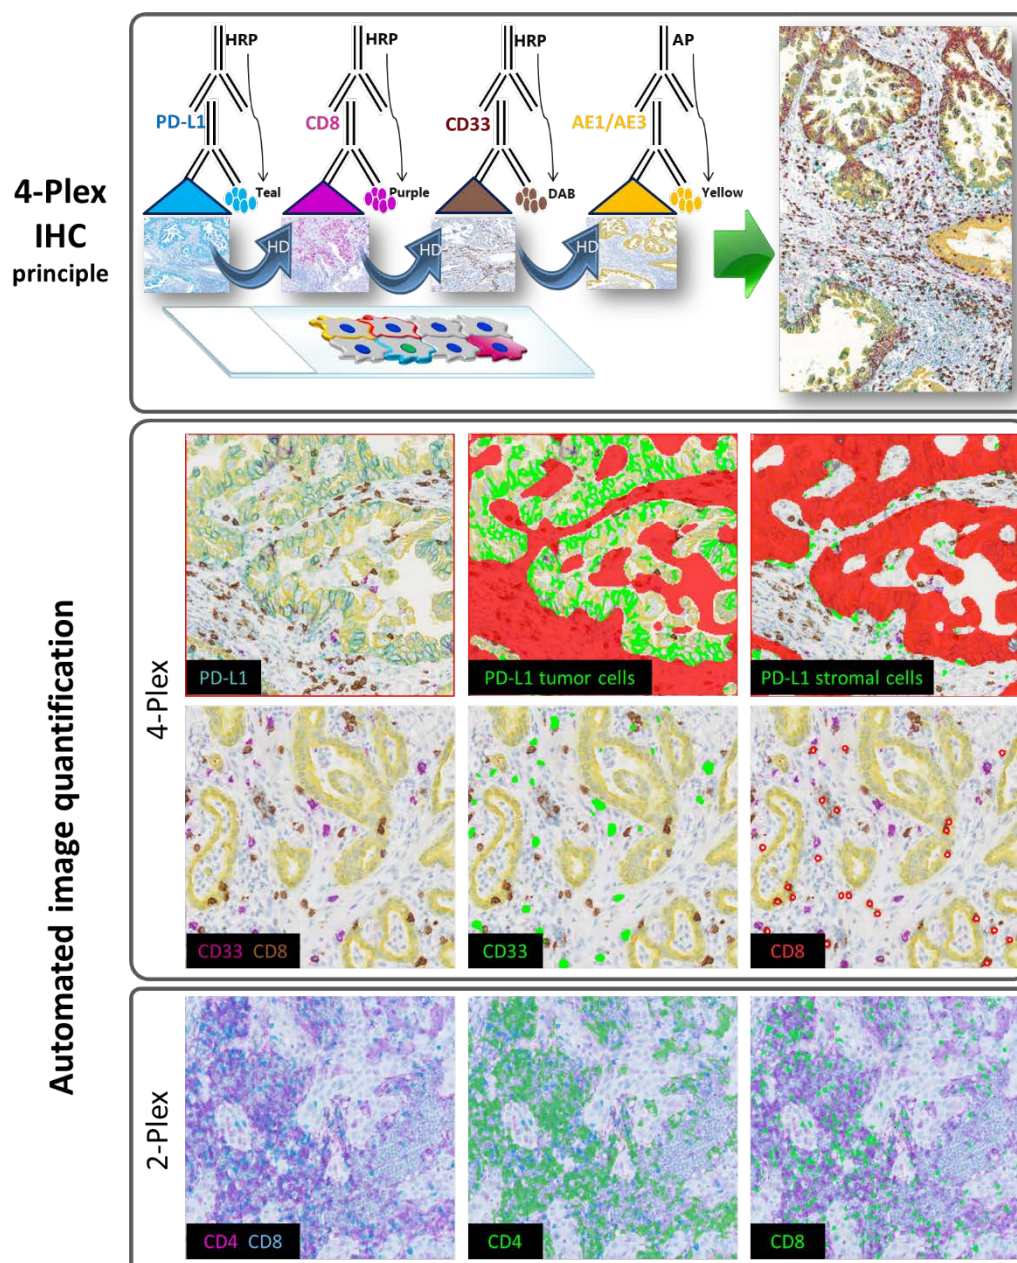 4-Plex
IHC
principle
HRP HRP HRP AP
PD-L1 CD8 CD33 AE1/AE3
Teal Purple DAB Yellow
HD HD HD
Automated image quantification
4-Plex
PD-L1
PD-L1 tumor cells
PD-L1 stromal cells
CD33 CD8
CD33
CD8
2-Plex
CD4 CD8
CD4
CD8